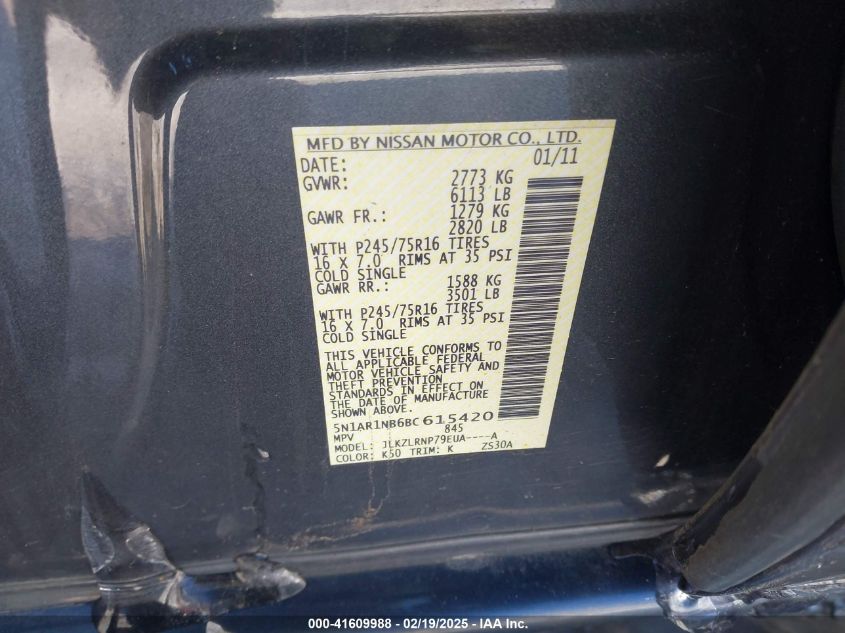 MFD BY NISSAN MOTOR CO., LTD.
DATE: 01/11
GVWR: 2773 KG
6113 LB
GAWR FR.: 1279 KG
2820 LB
WITH P245/75R16 TIRES
16 X 7.0 RIMS AT 35 PSI
COLD SINGLE
GAWR RR.: 1588 KG
3501 LB
WITH P245/75R16 TIRES
16 X 7.0 RIMS AT 35 PSI
COLD SINGLE
THIS VEHICLE CONFORMS TO
ALL APPLICABLE FEDERAL
MOTOR VEHICLE SAFETY AND
THEFT PREVENTION
STANDARDS IN EFFECT ON
THE DATE OF MANUFACTURE
SHOWN ABOVE.
5N1AR1NB6BC615420
MPV 845
MODEL: JLKZLRNP79EUA----A
COLOR: K50 TRIM: K ZS30A
000-41609988 - 02/19/2025 - IAA Inc.